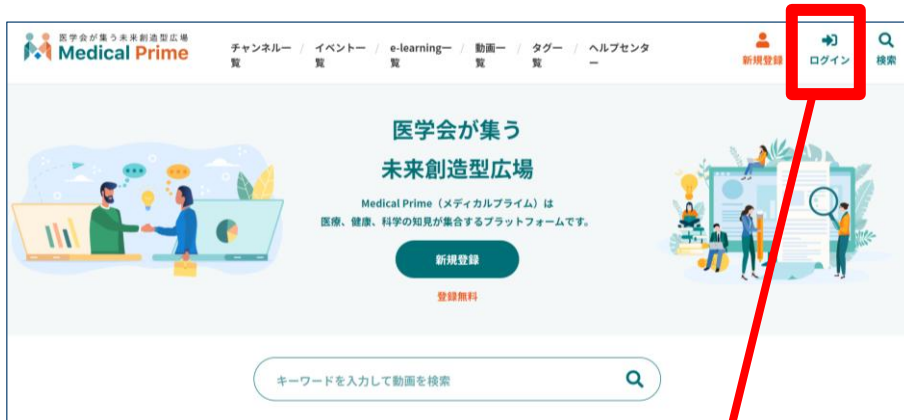 医学会が集う未来創造型広場
Medical Prime
チャンネル一覧 / イベント一覧 / e-learning一覧 / 動画一覧 / タグ一覧 / ヘルプセンター
新規登録
ログイン
検索
医学会が集う
未来創造型広場
Medical Prime（メディカルプライム）は
医療、健康、科学の知見が集合するプラットフォームです。
新規登録
登録無料
キーワードを入力して動画を検索